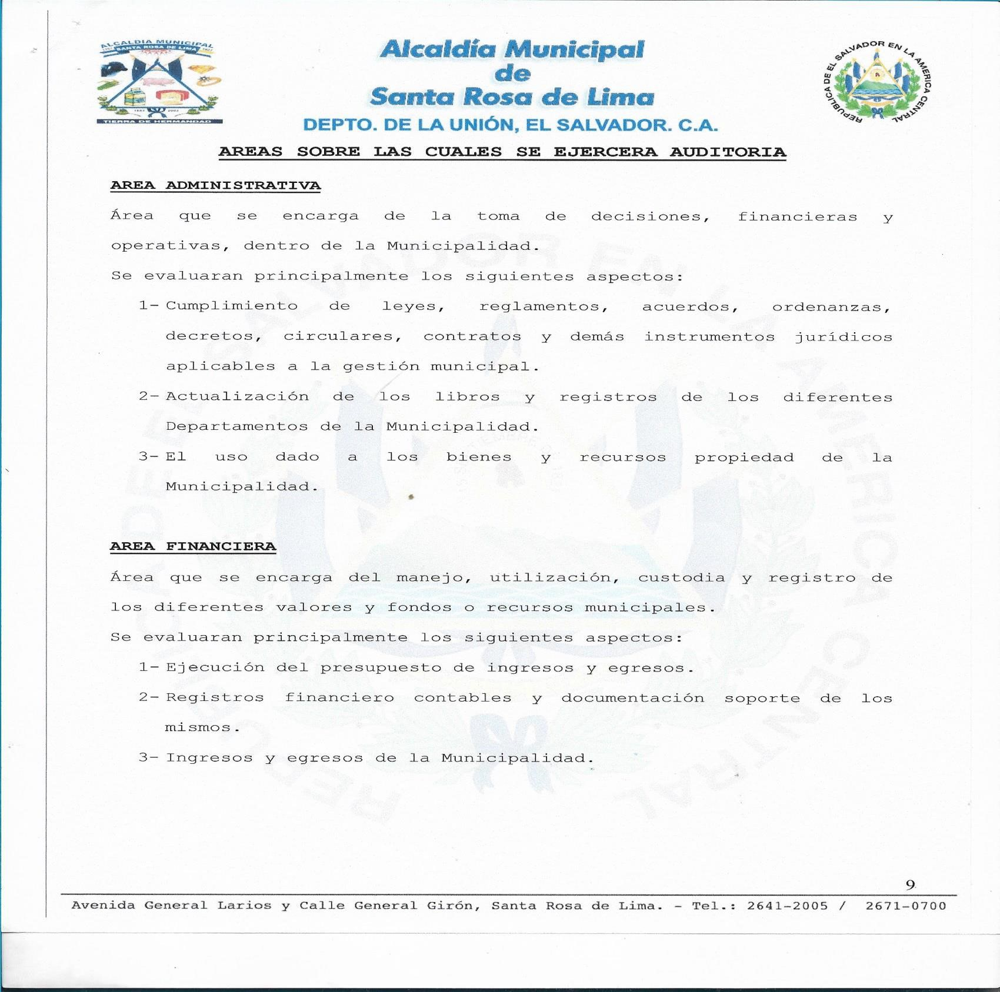 ALCALDIA MUNICIPAL
SANTA ROSA DE LIMA
TIERRA DE HERMANDAD
Alcaldía Municipal
de
Santa Rosa de Lima
DEPTO. DE LA UNIÓN, EL SALVADOR. C.A.
REPUBLICA DE EL SALVADOR EN LA AMERICA CENTRAL
AREAS SOBRE LAS CUALES SE EJERCERA AUDITORIA
AREA ADMINISTRATIVA
Área que se encarga de la toma de decisiones, financieras y
operativas, dentro de la Municipalidad.
Se evaluaran principalmente los siguientes aspectos:
1- Cumplimiento de leyes, reglamentos, acuerdos, ordenanzas,
decretos, circulares, contratos y demás instrumentos jurídicos
aplicables a la gestión municipal.
2- Actualización de los libros y registros de los diferentes
Departamentos de la Municipalidad.
3- El uso dado a los bienes y recursos propiedad de la
Municipalidad.
AREA FINANCIERA
Área que se encarga del manejo, utilización, custodia y registro de
los diferentes valores y fondos o recursos municipales.
Se evaluaran principalmente los siguientes aspectos:
1- Ejecución del presupuesto de ingresos y egresos.
2- Registros financiero contables y documentación soporte de los
mismos.
3- Ingresos y egresos de la Municipalidad.
9
Avenida General Larios y Calle General Girón, Santa Rosa de Lima. - Tel.: 2641-2005 / 2671-0700